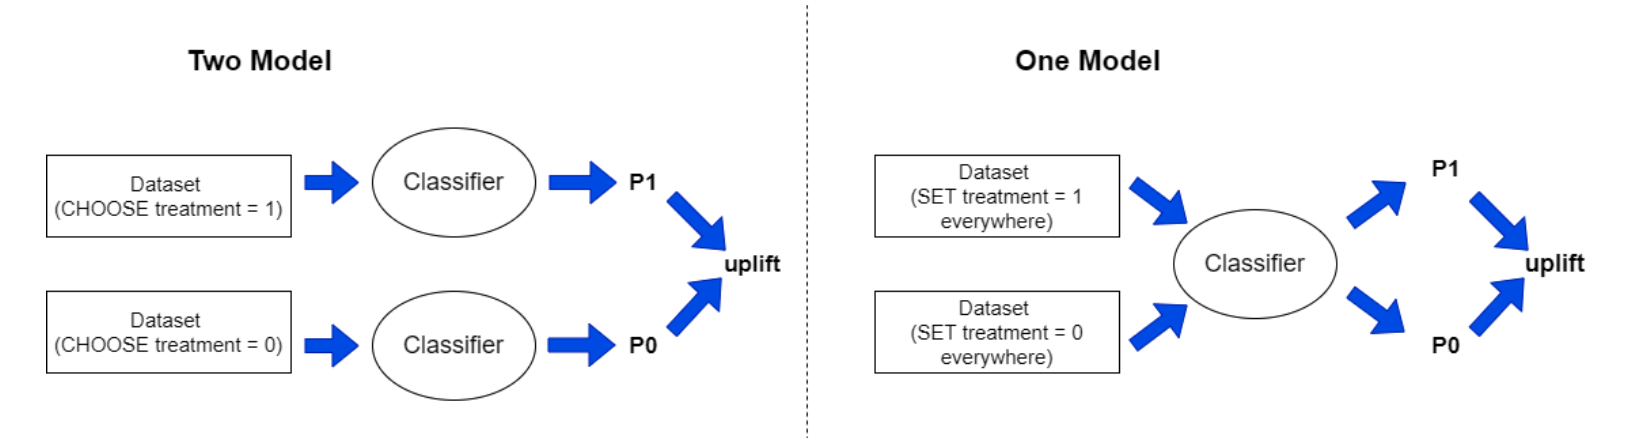 Two Model
Dataset
(CHOOSE treatment = 1)
Classifier
P1
uplift
Dataset
(CHOOSE treatment = 0)
Classifier
P0
One Model
Dataset
(SET treatment = 1
everywhere)
Classifier
P1
uplift
Dataset
(SET treatment = 0
everywhere)
P0